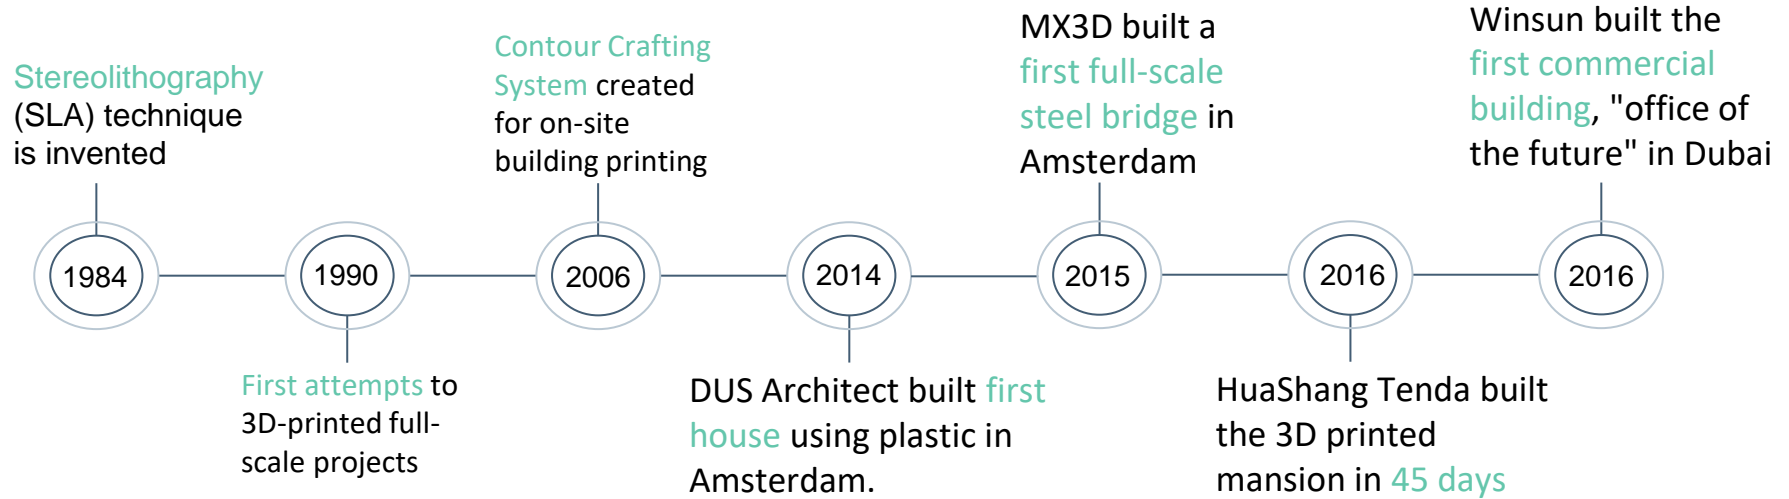 Stereolithography
(SLA) technique
is invented
1984
1990
First attempts to
3D-printed full-
scale projects
Contour Crafting
System created
for on-site
building printing
2006
2014
DUS Architect built first
house using plastic in
Amsterdam.
MX3D built a
first full-scale
steel bridge in
Amsterdam
2015
2016
HuaShang Tenda built
the 3D printed
mansion in 45 days
Winsun built the
first commercial
building, "office of
the future" in Dubai
2016